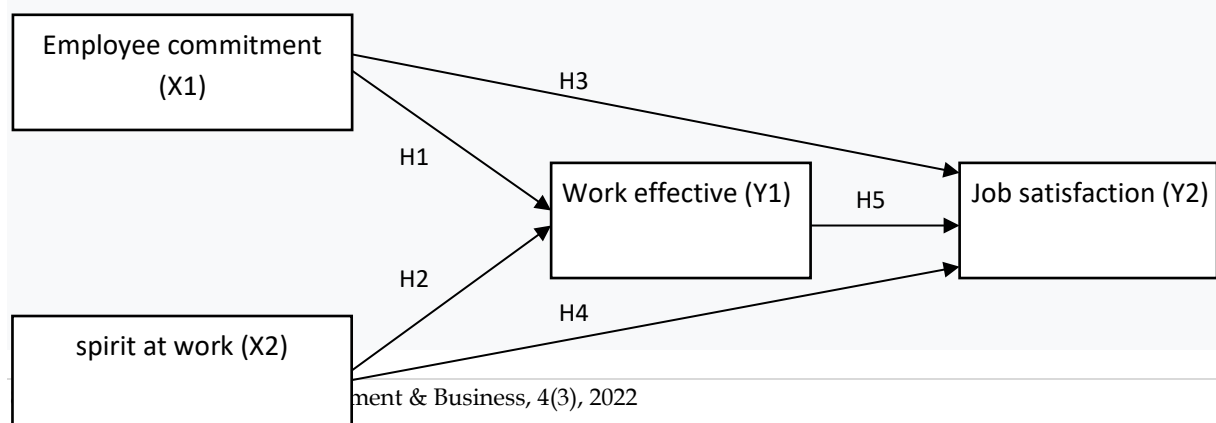 Employee commitment
(X1)
H3
H1
Work effective (Y1)
H5
Job satisfaction (Y2)
H2
H4
spirit at work (X2)
ment & Business, 4(3), 2022